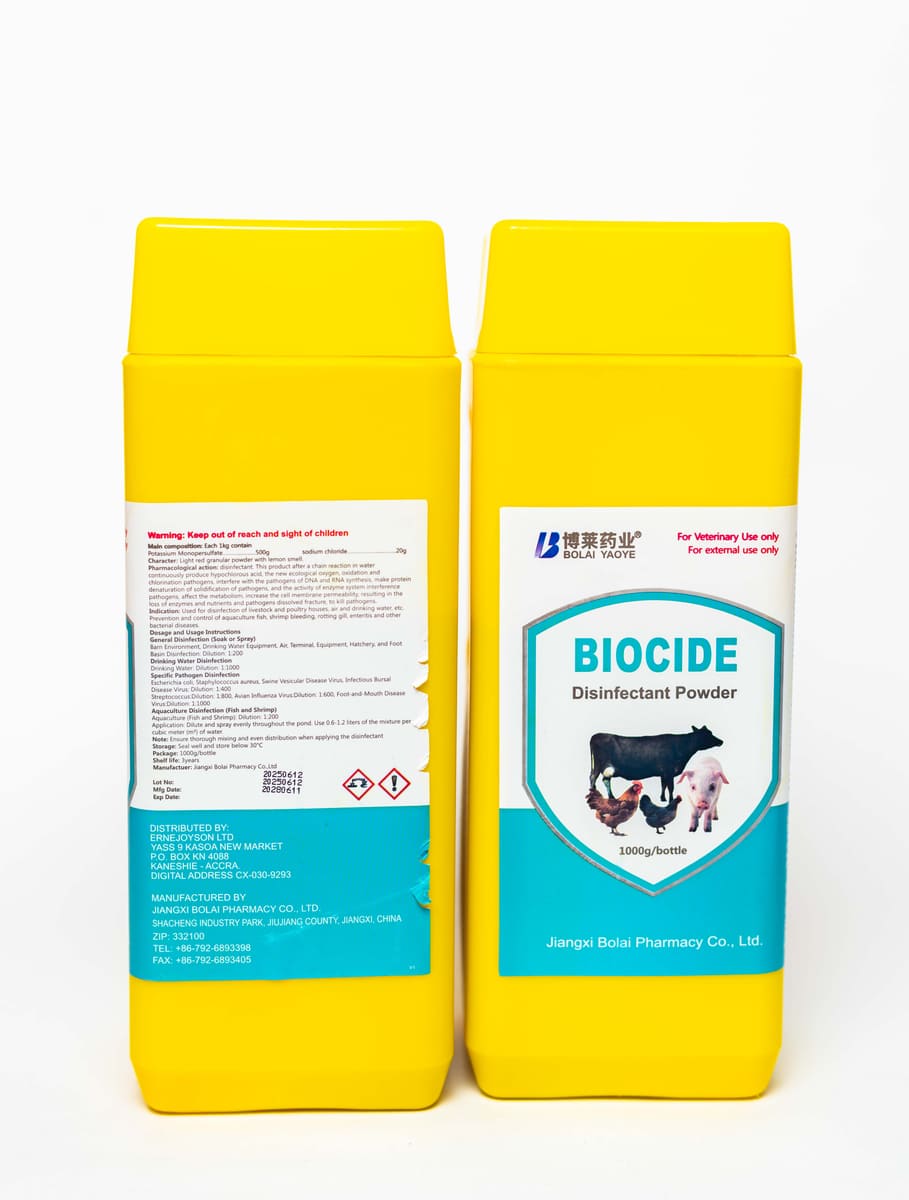 Warning: Keep out of reach and sight of children
Main composition: Each 1kg contain
Potassium Monopersulfate...............500g sodium chloride......................20g
Character: Light red granular powder with lemon smell.
Pharmacological action: disinfectant. This product after a chain reaction in water
continuously produce hypochlorous acid, the new ecological oxygen, oxidation and
chlorination pathogens, interfere with the pathogens of DNA and RNA synthesis, make protein
denaturation of solidification of pathogens, and the activity of enzyme system interference
pathogens, affect the metabolism, increase the cell membrane permeability, resulting in the
loss of enzymes and nutrients and pathogens dissolved fracture, to kill pathogens.
Indication: Used for disinfection of livestock and poultry houses, air and drinking water, etc.
Prevention and control of aquaculture fish, shrimp bleeding, rotting gill, enteritis and other
bacterial diseases.
Dosage and Usage Instructions
General Disinfection (Soak or Spray)
Barn Environment, Drinking Water Equipment, Air, Terminal, Equipment, Hatchery, and Foot
Basin Disinfection: Dilution: 1:200
Drinking Water Disinfection
Drinking Water: Dilution: 1:1000
Specific Pathogen Disinfection
Escherichia coli, Staphylococcus aureus, Swine Vesicular Disease Virus, Infectious Bursal
Disease Virus: Dilution: 1:400
Streptococcus:Dilution: 1:800, Avian Influenza Virus:Dilution: 1:600, Foot-and-Mouth Disease
Virus:Dilution: 1:1000
Aquaculture Disinfection (Fish and Shrimp)
Aquaculture (Fish and Shrimp): Dilution: 1:200
Application: Dilute and spray evenly throughout the pond. Use 0.6-1.2 liters of the mixture per
cubic meter (m³) of water.
Note: Ensure thorough mixing and even distribution when applying the disinfectant
Storage: Seal well and store below 30°C
Package: 1000g/bottle
Shelf life: 3years
Manufactuer: Jiangxi Bolai Pharmacy Co.,Ltd
Lot No: 20250612
Mfg Date: 20250612
Exp Date: 20280611
DISTRIBUTED BY:
ERNEJOYSON LTD
YASS 9 KASOA NEW MARKET
P.O. BOX KN 4088
KANESHIE - ACCRA.
DIGITAL ADDRESS CX-030-9293
MANUFACTURED BY
JIANGXI BOLAI PHARMACY CO., LTD.
SHACHENG INDUSTRY PARK, JIUJIANG COUNTY, JIANGXI, CHINA
ZIP: 332100
TEL: +86-792-6893398
FAX: +86-792-6893405
博莱药业®
BOLAI YAOYE
For Veterinary Use only
For external use only
BIOCIDE
Disinfectant Powder
1000g/bottle
Jiangxi Bolai Pharmacy Co., Ltd.